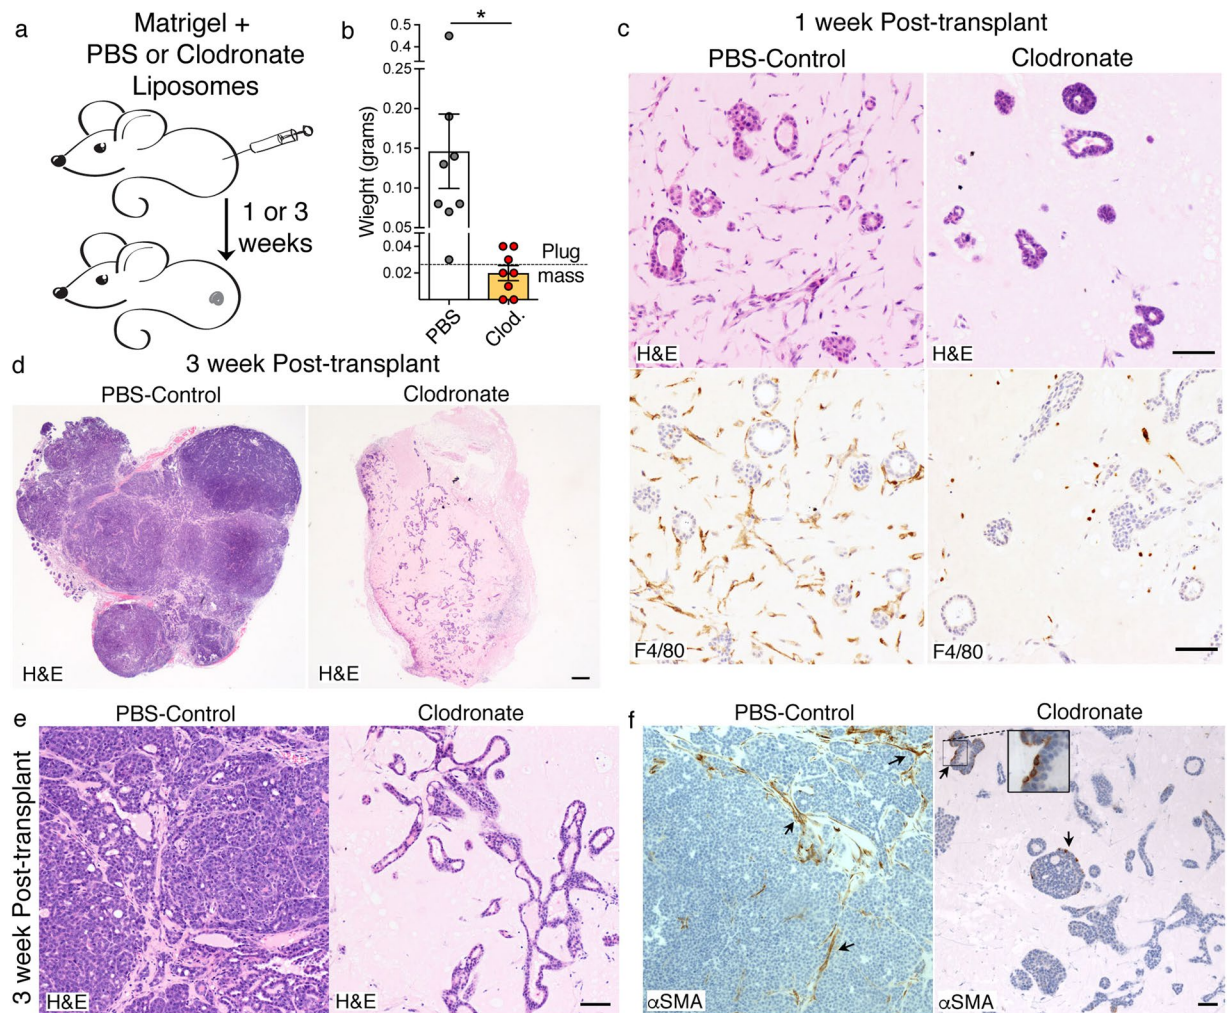 a
Matrigel +
PBS or Clodronate
Liposomes
1 or 3
weeks
b
*
Wieght (grams)
0.5
0.4
0.25
0.20
0.15
0.10
0.05
0.04
0.02
Plug
mass
PBS
Clod.
c
1 week Post-transplant
PBS-Control
Clodronate
H&E
H&E
F4/80
F4/80
d
3 week Post-transplant
PBS-Control
Clodronate
H&E
H&E
e
3 week Post-transplant
PBS-Control
Clodronate
H&E
H&E
f
PBS-Control
Clodronate
αSMA
αSMA